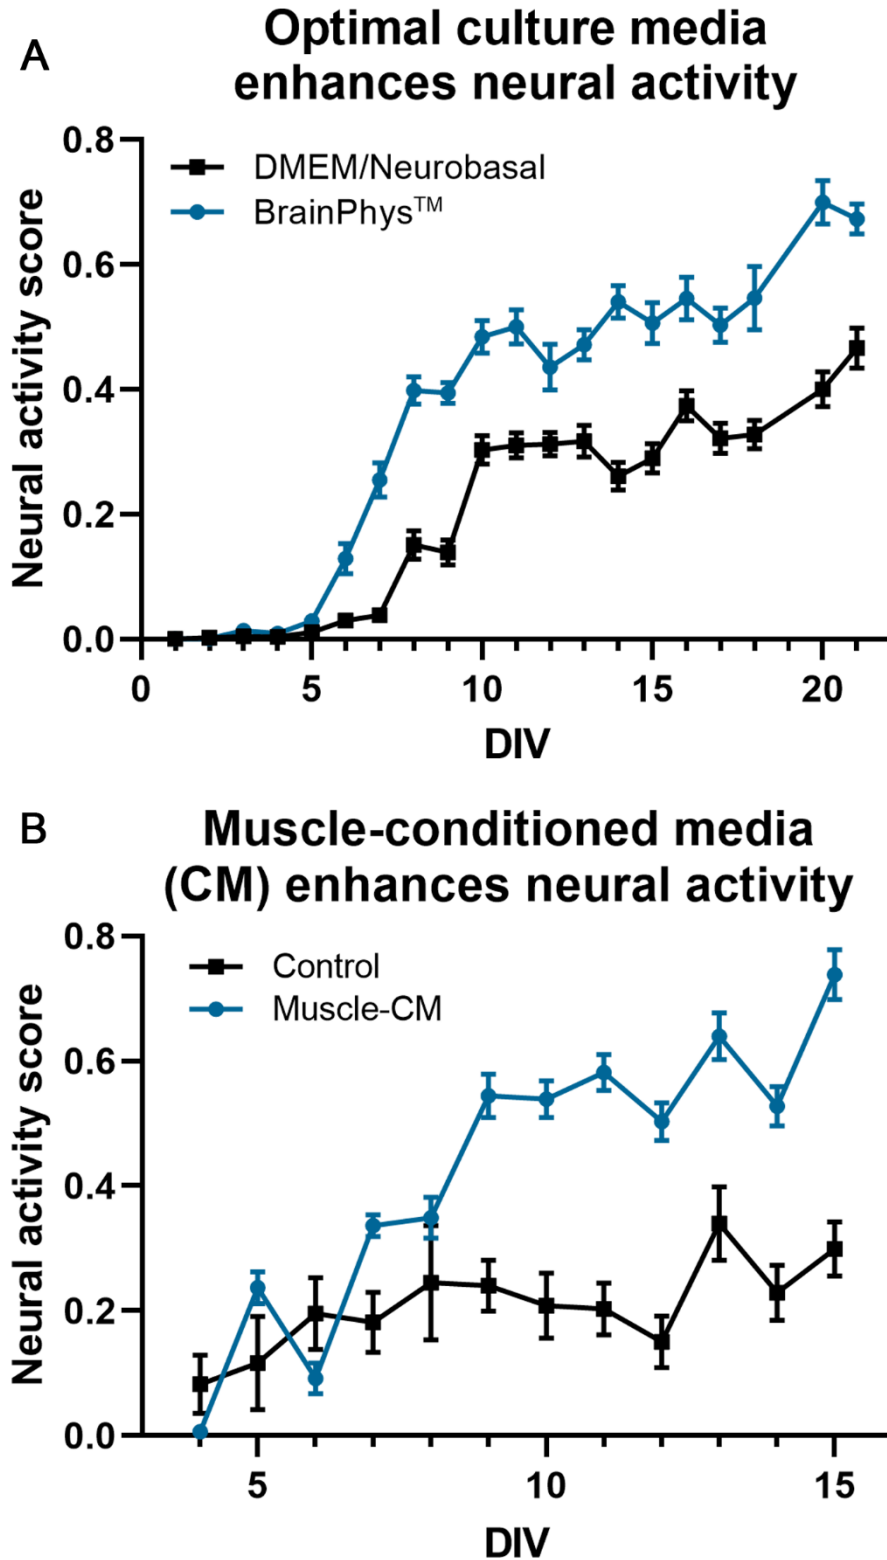 A
Optimal culture media
enhances neural activity
DMEM/Neurobasal
BrainPhys™
Neural activity score
0.8
0.6
0.4
0.2
0.0
0 5 10 15 20
DIV
B
Muscle-conditioned media
(CM) enhances neural activity
Control
Muscle-CM
Neural activity score
0.8
0.6
0.4
0.2
0.0
5 10 15
DIV